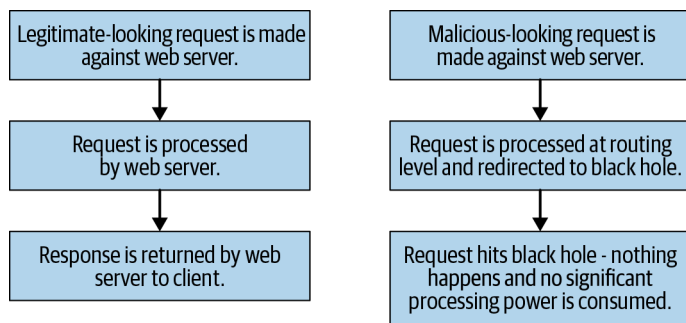 Legitimate-looking request is made
against web server.
Request is processed
by web server.
Response is returned by web
server to client.
Malicious-looking request is
made against web server.
Request is processed at routing
level and redirected to black hole.
Request hits black hole - nothing
happens and no significant
processing power is consumed.